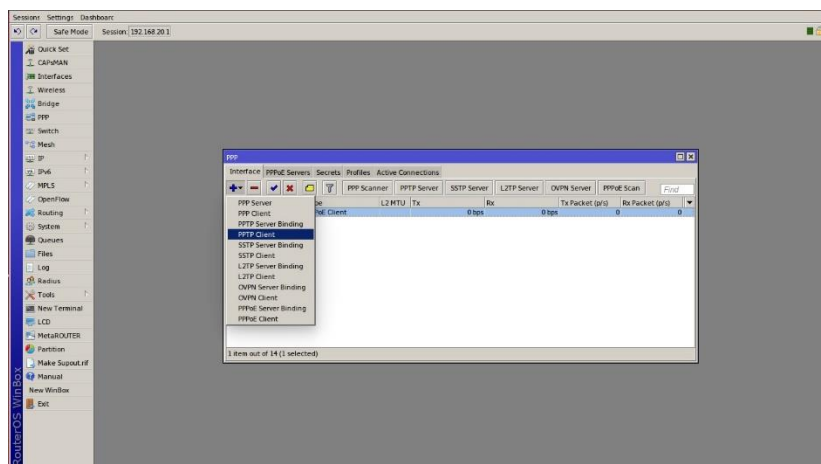 Sessions Settings Dashboard
Safe Mode Session: 192.168.20.1
Quick Set
CAPsMAN
Interfaces
Wireless
Bridge
PPP
Switch
Mesh
IP
IPv6
MPLS
OpenFlow
Routing
System
Queues
Files
Log
Radius
Tools
New Terminal
LCD
MetaROUTER
Partition
Make Supout.rif
Manual
New WinBox
Exit
RouterOS WinBox
PPP
Interface PPPoE Servers Secrets Profiles Active Connections
PPP Scanner PPTP Server SSTP Server L2TP Server OVPN Server PPPoE Scan Find
L2 MTU Tx Rx Tx Packet (p/s) Rx Packet (p/s)
PoE Client 0 bps 0 bps 0 0
PPP Server
PPP Client
PPTP Server Binding
PPTP Client
SSTP Server Binding
SSTP Client
L2TP Server Binding
L2TP Client
OVPN Server Binding
OVPN Client
PPPoE Server Binding
PPPoE Client
1 item out of 14 (1 selected)